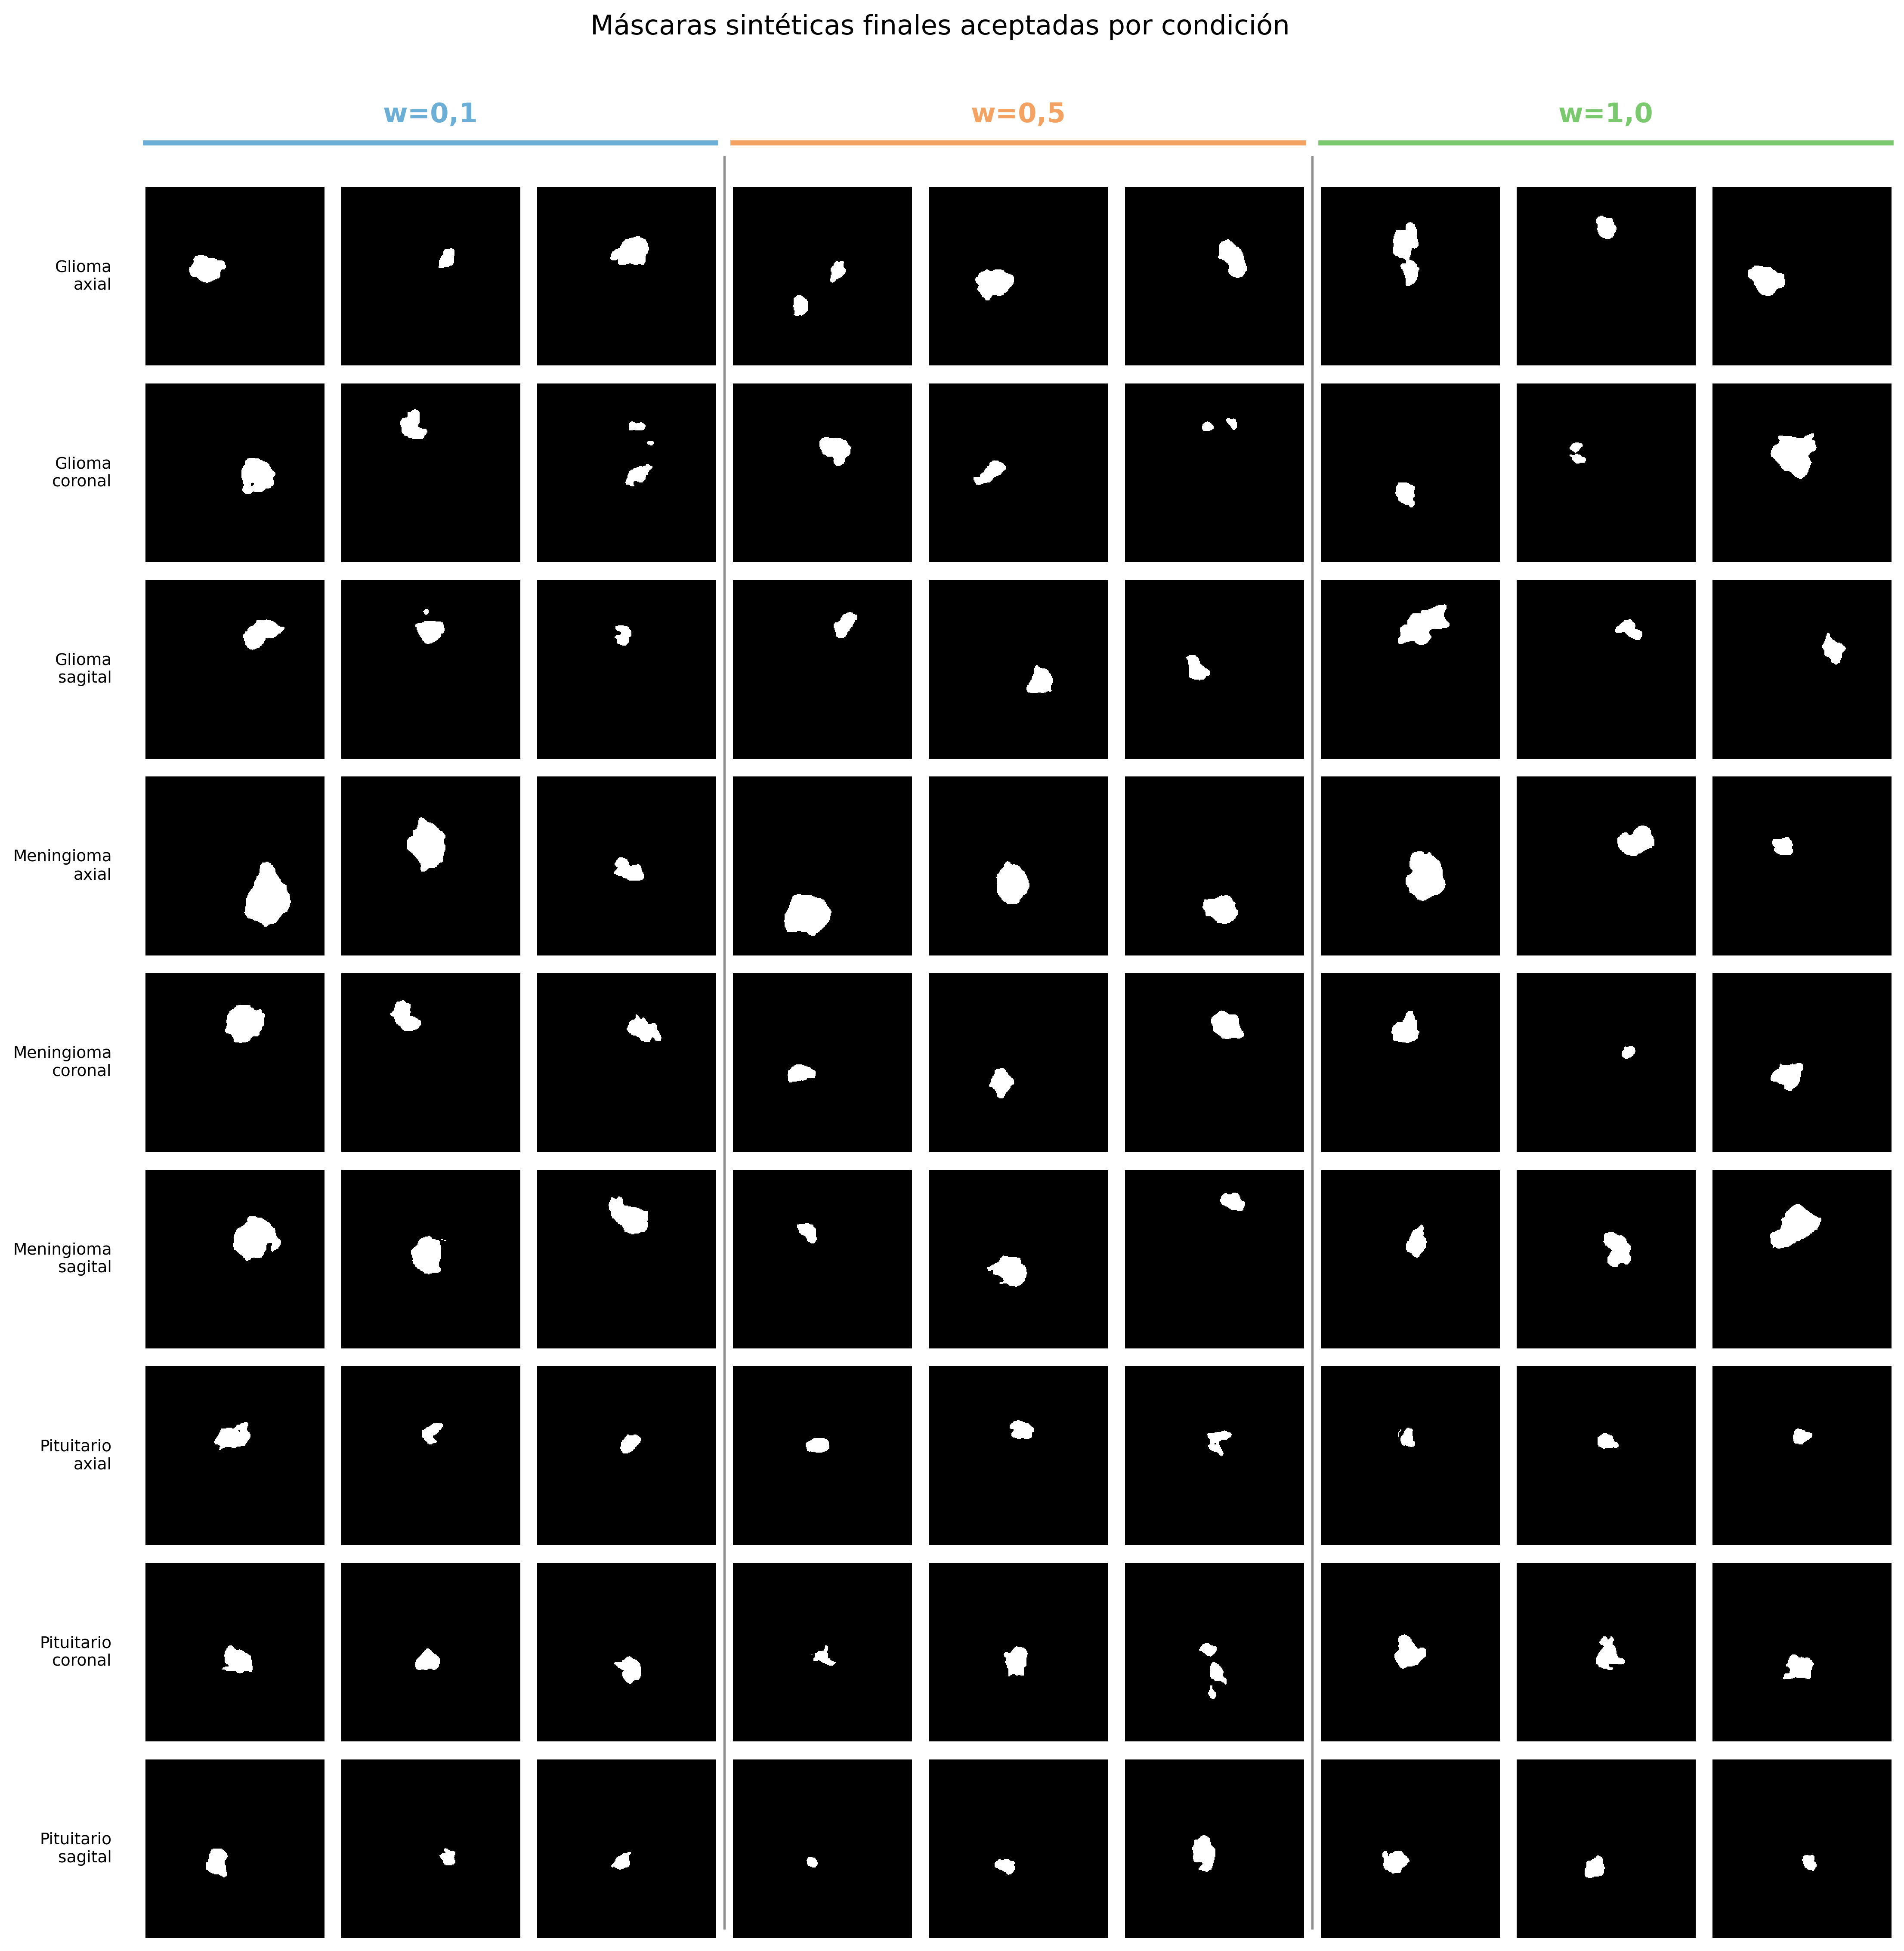 Máscaras sintéticas finales aceptadas por condición
w=0,1
w=0,5
w=1,0
Glioma
axial
Glioma
coronal
Glioma
sagital
Meningioma
axial
Meningioma
coronal
Meningioma
sagital
Pituitario
axial
Pituitario
coronal
Pituitario
sagital